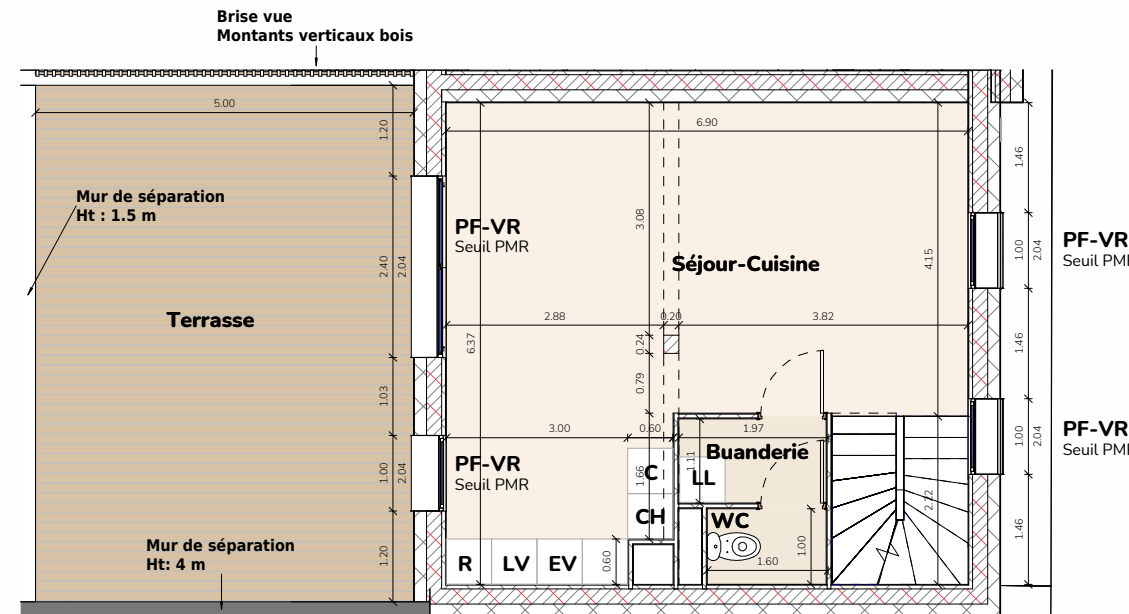 Brise vue
Montants verticaux bois
5.00
6.90
1.20
1.46
Mur de séparation
Ht : 1.5 m
PF-VR
Seuil PMR
3.08
Séjour-Cuisine
4.15
1.00
2.04
PF-VR
Seuil PM
2.40
2.04
Terrasse
2.88
0.20
3.82
6.37
0.24
1.46
0.79
1.03
3.00
0.60
1.97
PF-VR
Seuil PMR
1.00
2.04
PF-VR
Seuil PM
1.00
2.04
Buanderie
1.11
1.66
C
LL
CH
WC
2.22
1.46
Mur de séparation
Ht: 4 m
1.20
R
LV
EV
0.60
1.00
1.60